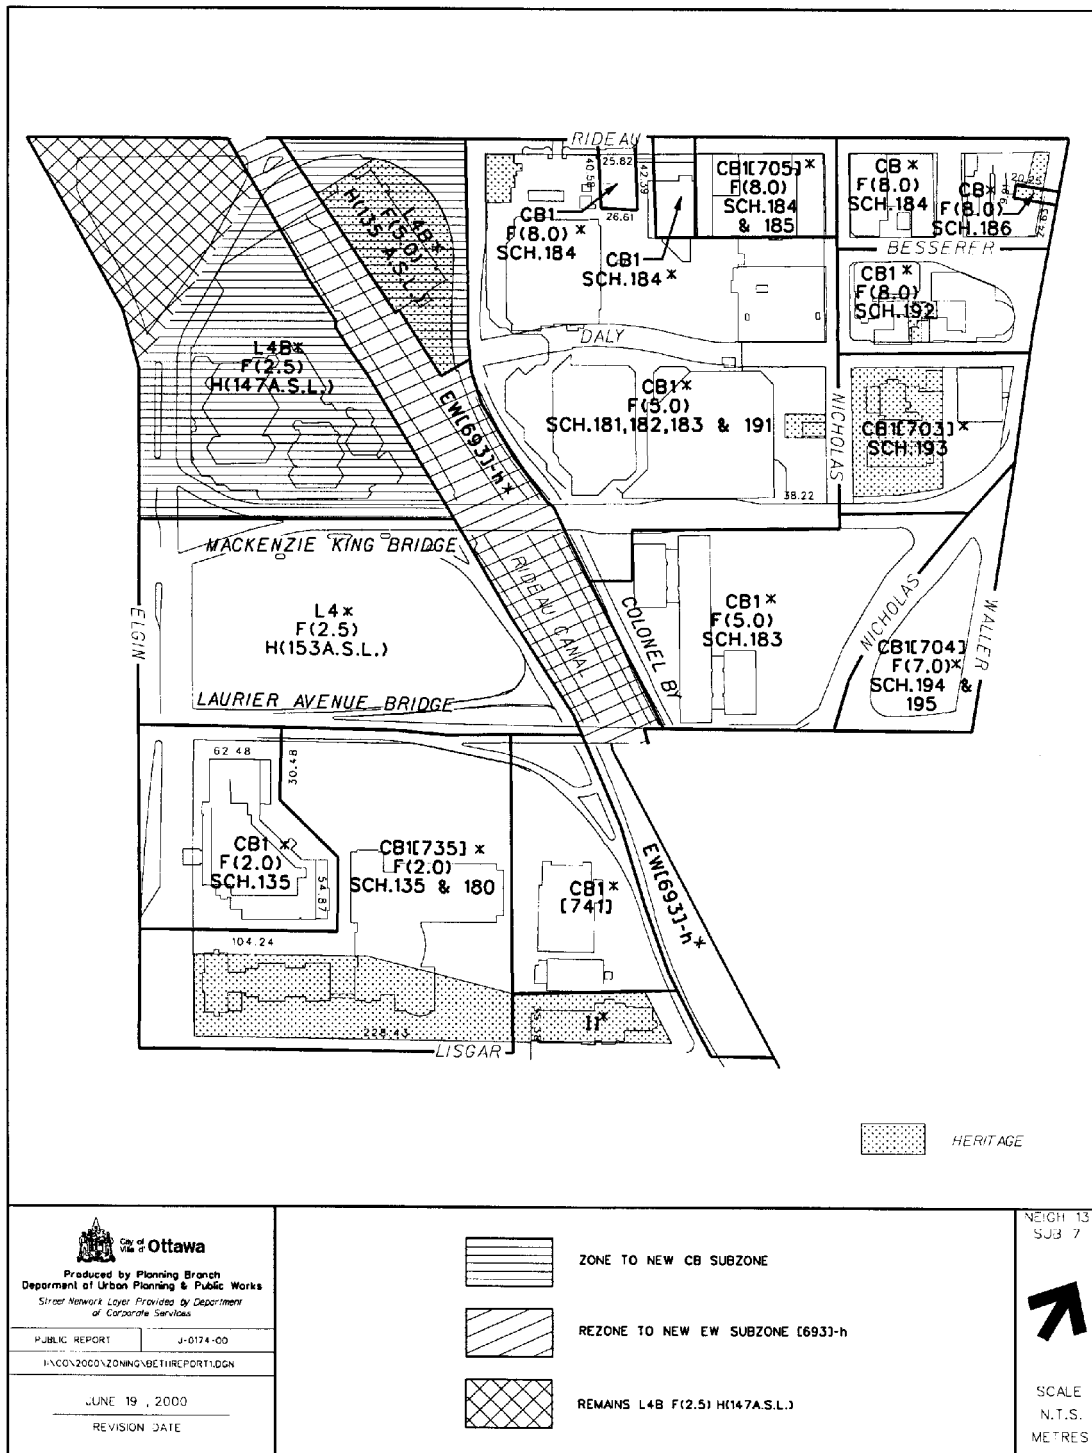 RIDEAU
25.82
40.58
42.39
26.61
L4B*
F(5.0)
H(135 A.S.L.)
CB1
F(8.0) *
SCH.184
CB1
SCH.184 *
CB1[705] *
F(8.0)
SCH.184
& 185
CB *
F(8.0)
SCH.184
CB *
F(8.0)
SCH.186
BESSERER
CB1 *
F(8.0)
SCH.192
DALY
L4B*
F(2.5)
H(147A.S.L.)
EW[693]-h*
CB1*
F(5.0)
SCH.181,182,183 & 191
NICHOLAS
CB1[703] *
SCH.193
38.22
MACKENZIE KING BRIDGE
RIDEAU CANAL
ELGIN
L4*
F(2.5)
H(153A.S.L.)
COLONEL BY
CB1*
F(5.0)
SCH.183
NICHOLAS
WALLER
CB1[704]
F(7.0)*
SCH.194 &
195
LAURIER AVENUE BRIDGE
62.48
30.48
CB1 *
F(2.0)
SCH.135
54.87
CB1[735] *
F(2.0)
SCH.135 & 180
CB1*
[741]
EW[693]-h*
104.24
228.43
LISGAR
HERITAGE
City of
Ville d' Ottawa
Produced by Planning Branch
Department of Urban Planning & Public Works
Street Network Layer Provided by Department
of Corporate Services
PUBLIC REPORT J-0174-00
JUNE 19 , 2000
REVISION DATE
ZONE TO NEW CB SUBZONE
REZONE TO NEW EW SUBZONE [693]-h
REMAINS L4B F(2.5) H(147A.S.L.)
NEIGH 13
SUB 7
SCALE
N.T.S.
METRES